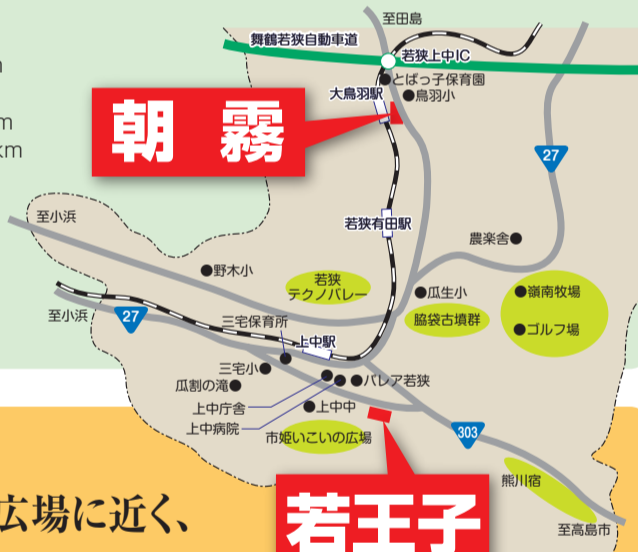 至田島
舞鶴若狭自動車道
若狭上中IC
とばっ子保育園
大鳥羽駅
鳥羽小
朝 霧
m
km
27
若狭有田駅
至小浜
農楽舎
野木小
若狭
テクノバレー
瓜生小
嶺南牧場
脇袋古墳群
ゴルフ場
至小浜
27
三宅保育所
上中駅
三宅小
瓜割の滝
パレア若狭
上中庁舎
上中中
上中病院
市姫いこいの広場
303
熊川宿
若王子
至高島市
広場に近く、